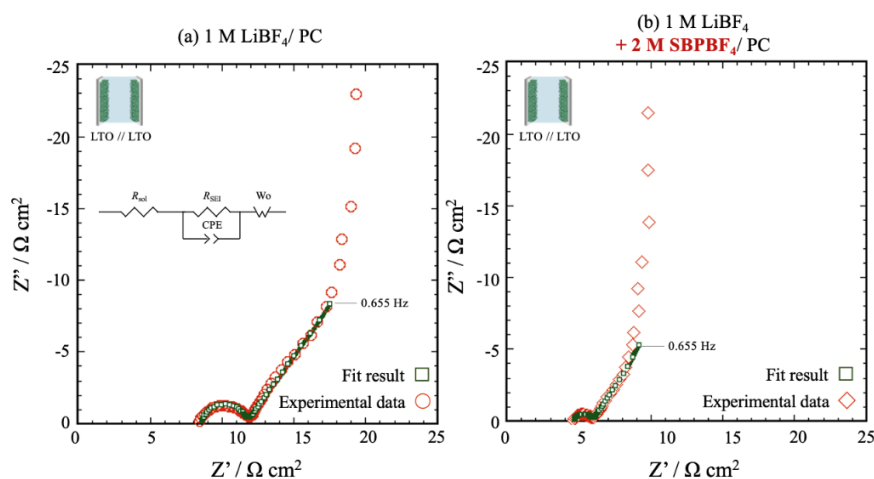 (a) 1 M LiBF₄/ PC
-25
-20
-15
-10
-5
0
Z'' / Ω cm²
LTO // LTO
R_sol
R_SEI
Wo
CPE
0.655 Hz
Fit result
Experimental data
0
5
10
15
20
25
Z' / Ω cm²
(b) 1 M LiBF₄
+ 2 M SBPBF₄/ PC
-25
-20
-15
-10
-5
0
Z'' / Ω cm²
LTO // LTO
0.655 Hz
Fit result
Experimental data
0
5
10
15
20
25
Z' / Ω cm²